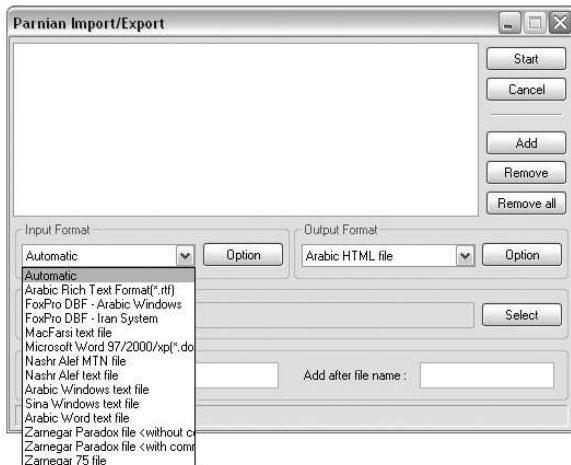 Parnian Import/Export
Start
Cancel
Add
Remove
Remove all
Input Format
Automatic
Option
Output Format
Arabic HTML file
Option
Automatic
Arabic Rich Text Format(*.rtf)
FoxPro DBF - Arabic Windows
FoxPro DBF - Iran System
MacFarsi text file
Microsoft Word 97/2000/xp(*.do
Nashr Alef MTN file
Nashr Alef text file
Arabic Windows text file
Sina Windows text file
Arabic Word text file
Zarnegar Paradox file <without c
Zarnegar Paradox file <with comr
Zarnegar 75 file
Select
Add after file name :